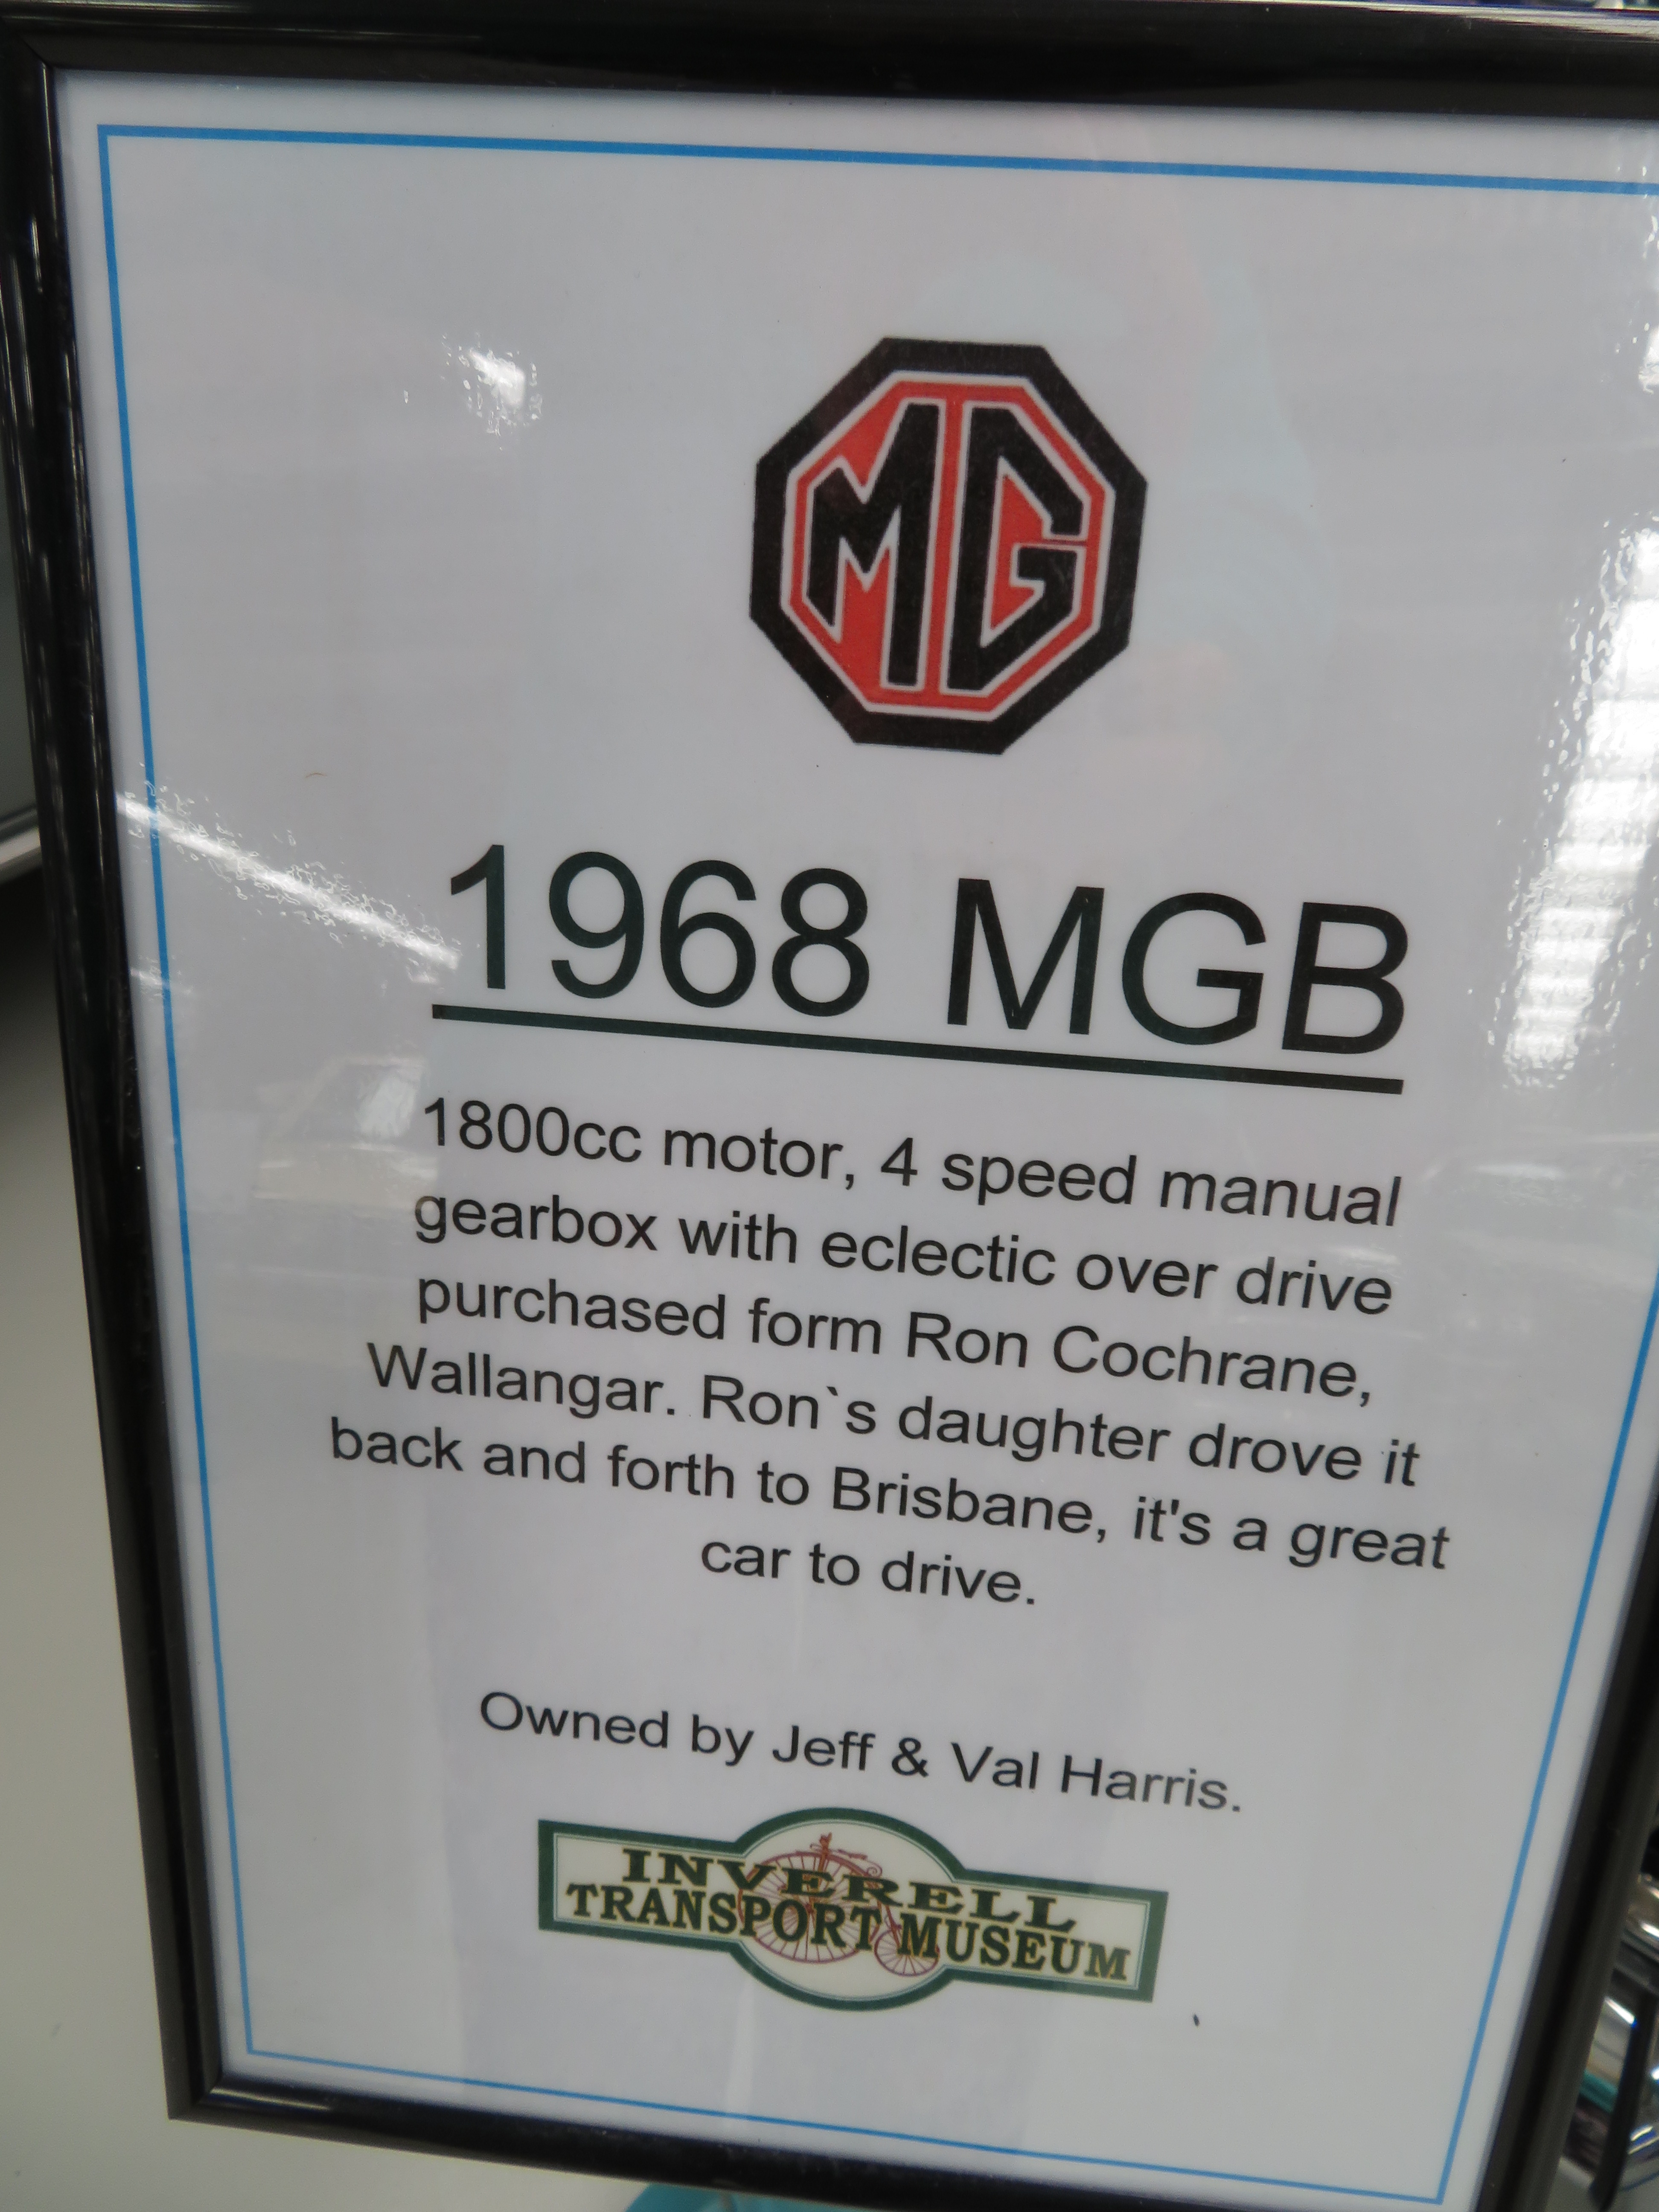 MG
1968 MGB
1800cc motor, 4 speed manual
gearbox with eclectic over drive
purchased form Ron Cochrane,
Wallangar. Ron`s daughter drove it
back and forth to Brisbane, it's a great
car to drive.
Owned by Jeff & Val Harris.
INVERELL
TRANSPORT MUSEUM